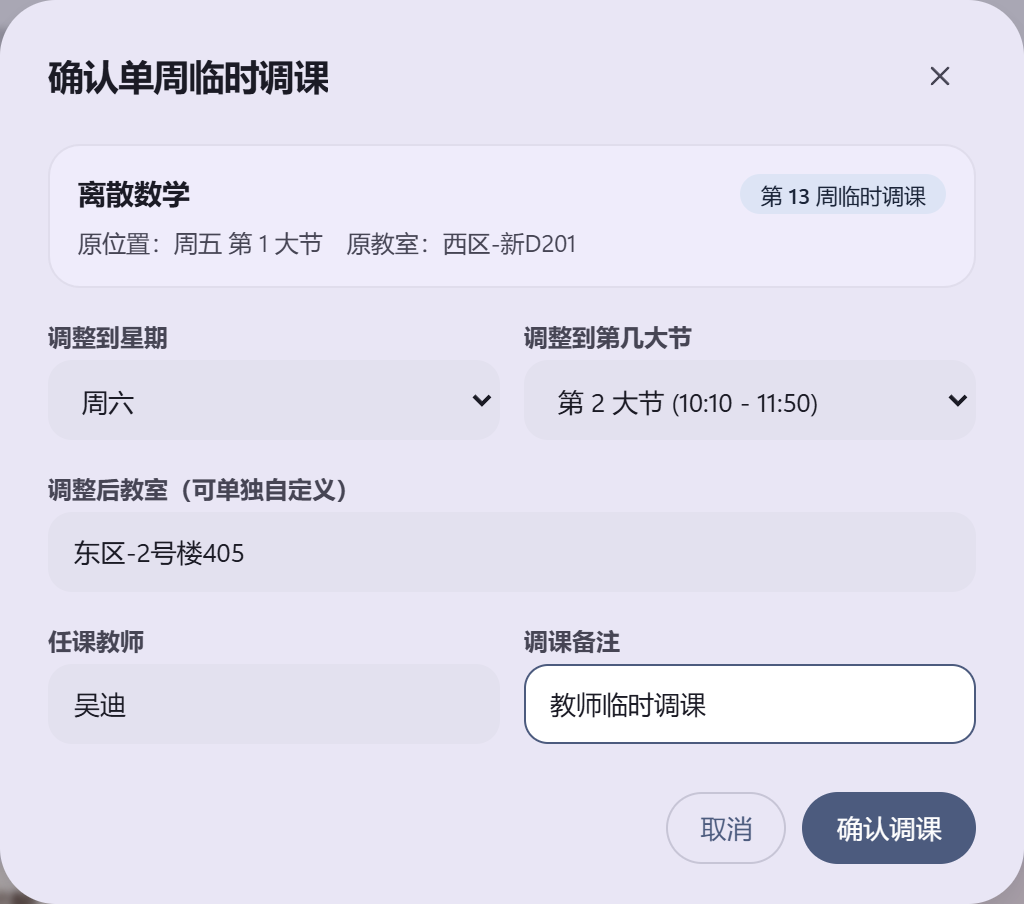 确认单周临时调课
离散数学
第 13 周临时调课
原位置：周五 第 1 大节 原教室：西区-新D201
调整到星期
调整到第几大节
周六
第 2 大节 (10:10 - 11:50)
调整后教室（可单独自定义）
东区-2号楼405
任课教师
调课备注
吴迪
教师临时调课
取消
确认调课